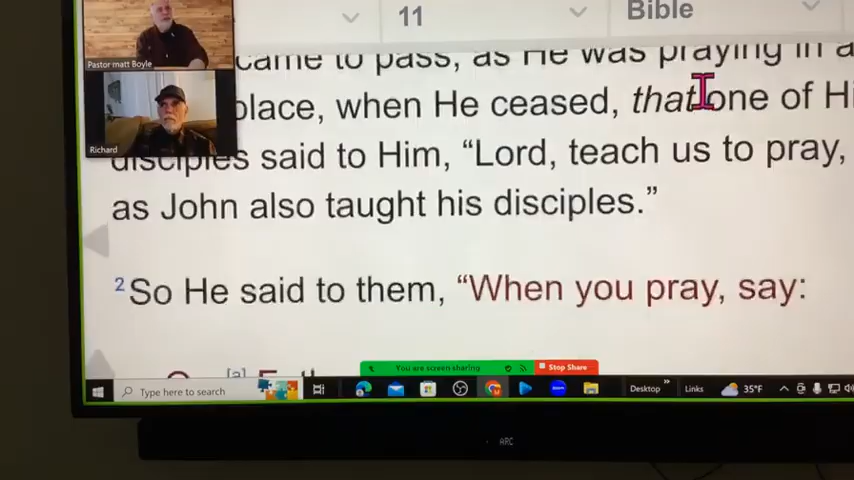 11
Bible
Pastor matt Boyle
came to pass, as He was praying in a
place, when He ceased, that one of Hi
Richard
disciples said to Him, “Lord, teach us to pray,
as John also taught his disciples.”
2 So He said to them, “When you pray, say:
[a]
You are screen sharing
Stop Share
Type here to search
Desktop
Links
35°F
ARC